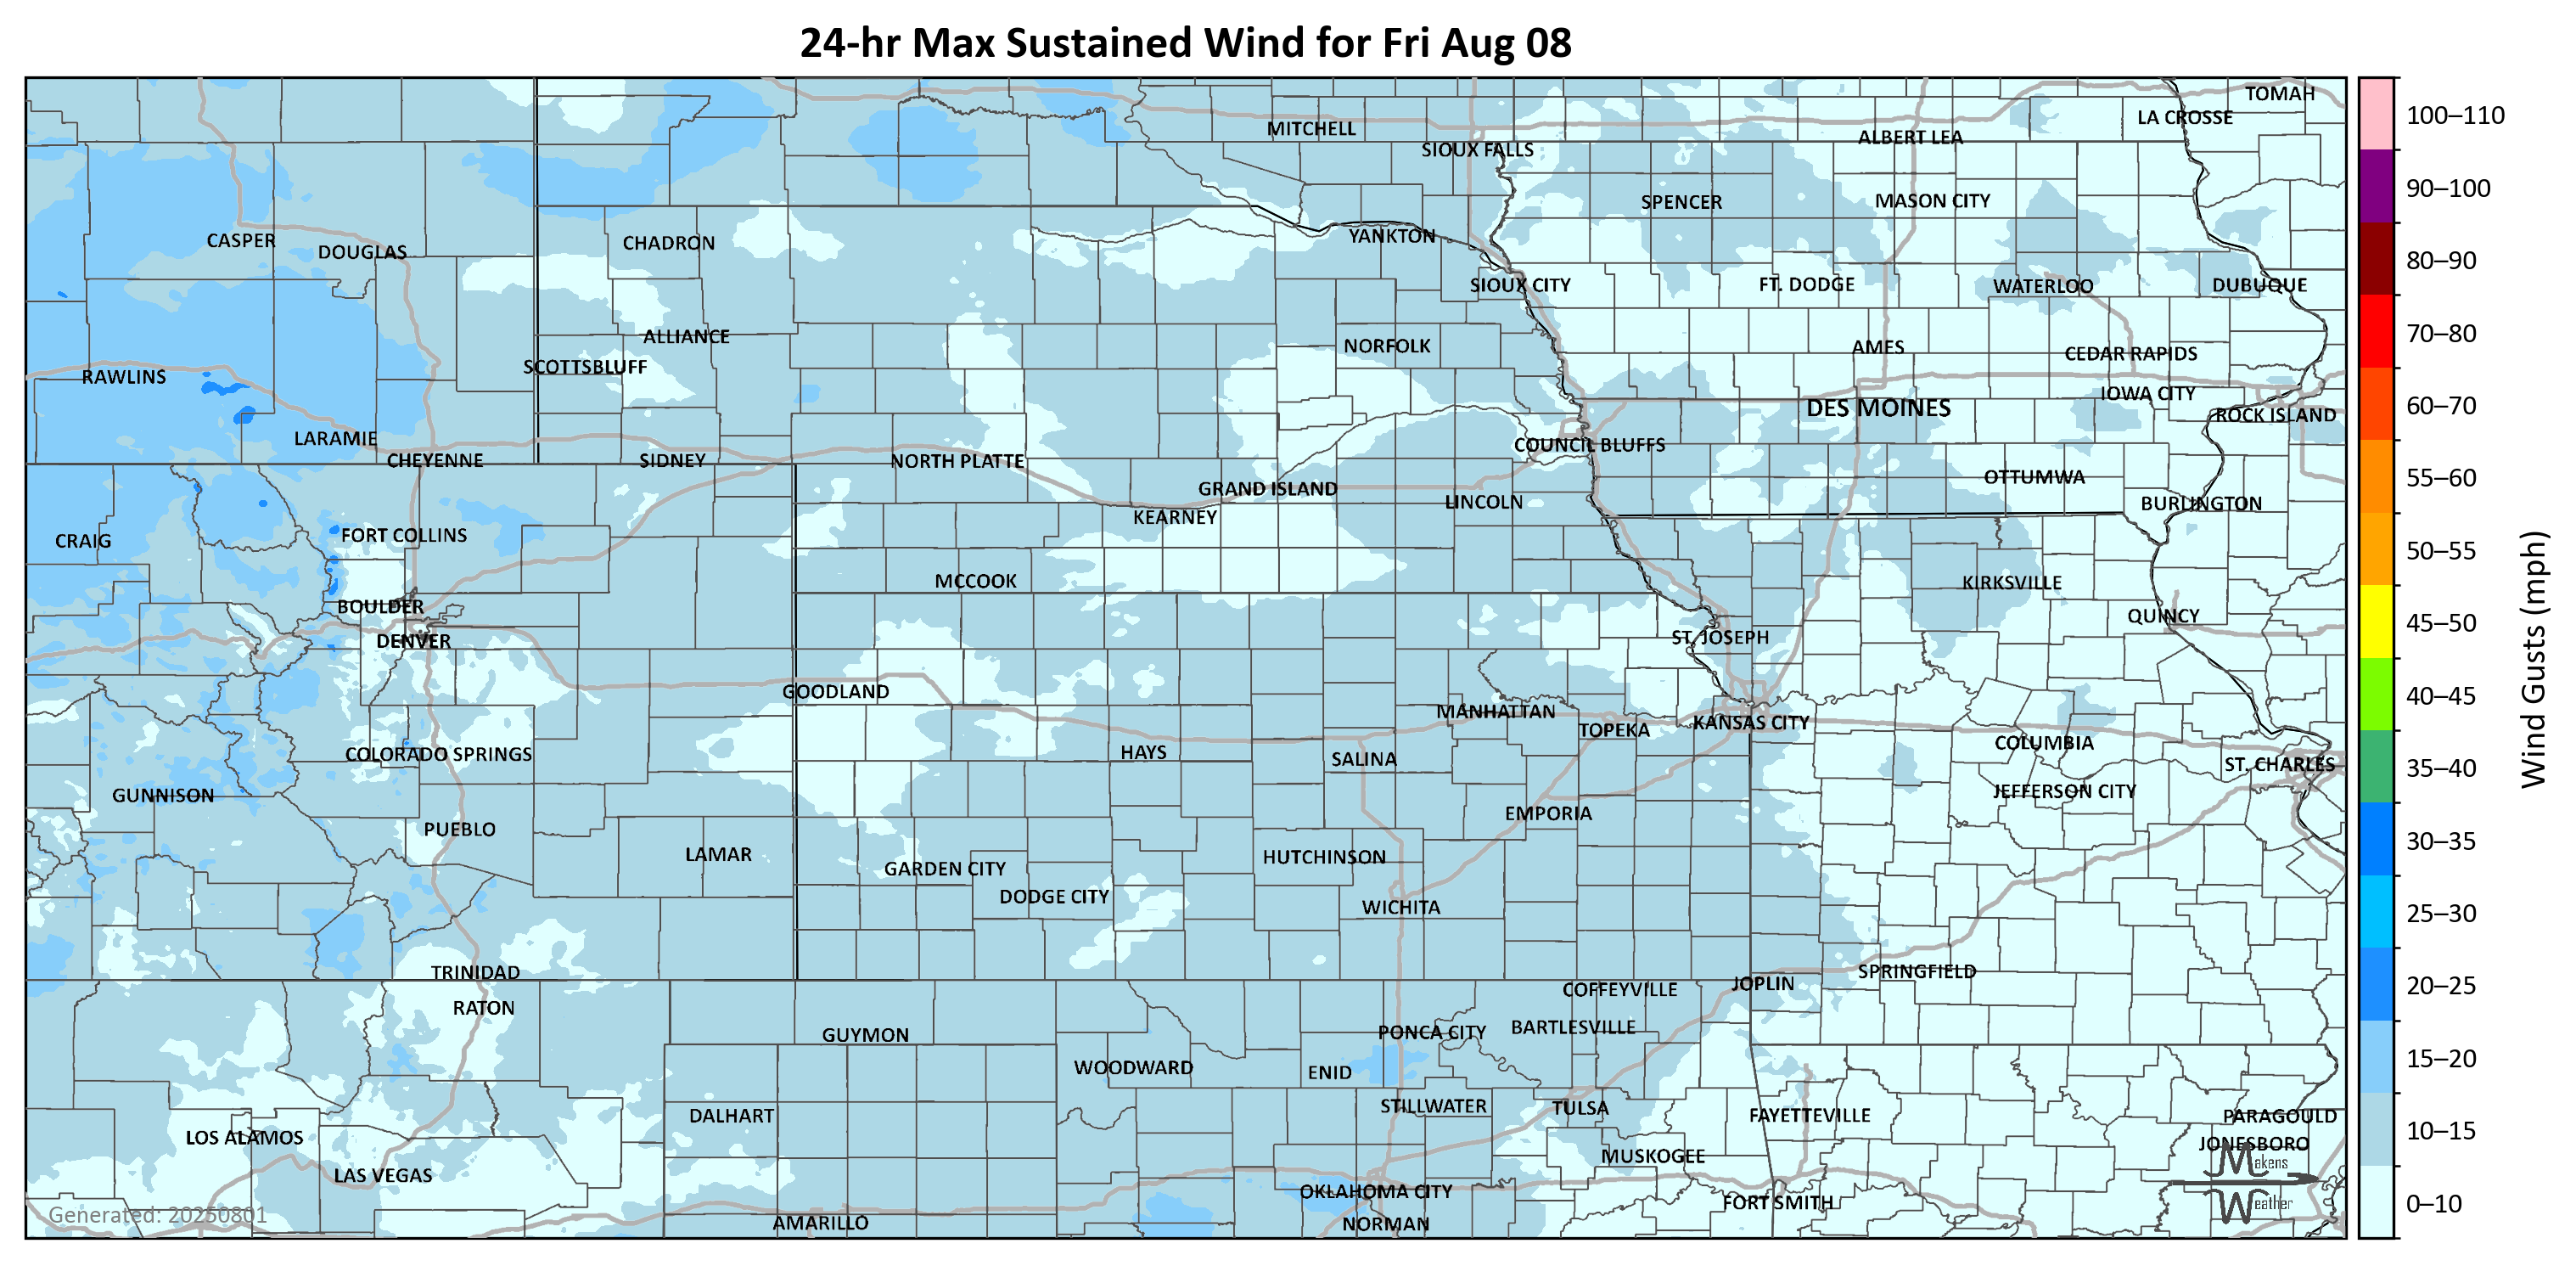 24-hr Max Sustained Wind for Fri Aug 08
TOMAH
LA CROSSE
MITCHELL
ALBERT LEA
SIOUX FALLS
SPENCER
MASON CITY
CASPER
CHADRON
YANKTON
DOUGLAS
SIOUX CITY
FT. DODGE
WATERLOO
DUBUQUE
ALLIANCE
NORFOLK
AMES
CEDAR RAPIDS
SCOTTSBLUFF
RAWLINS
IOWA CITY
DES MOINES
ROCK ISLAND
LARAMIE
COUNCIL BLUFFS
CHEYENNE
SIDNEY
NORTH PLATTE
OTTUMWA
GRAND ISLAND
LINCOLN
BURLINGTON
KEARNEY
FORT COLLINS
CRAIG
MCCOOK
KIRKSVILLE
BOULDER
QUINCY
DENVER
ST. JOSEPH
GOODLAND
MANHATTAN
KANSAS CITY
TOPEKA
COLUMBIA
HAYS
COLORADO SPRINGS
SALINA
ST. CHARLES
GUNNISON
JEFFERSON CITY
EMPORIA
PUEBLO
LAMAR
HUTCHINSON
GARDEN CITY
DODGE CITY
WICHITA
TRINIDAD
SPRINGFIELD
JOPLIN
COFFEYVILLE
RATON
BARTLESVILLE
PONCA CITY
GUYMON
WOODWARD
ENID
STILLWATER
TULSA
DALHART
FAYETTEVILLE
PARAGOULD
LOS ALAMOS
JONESBORO
MUSKOGEE
LAS VEGAS
OKLAHOMA CITY
FORT SMITH
AMARILLO
NORMAN
Makens
Weather
Generated: 20250801
100–110
90–100
80–90
70–80
60–70
55–60
50–55
45–50
40–45
35–40
30–35
25–30
20–25
15–20
10–15
0–10
Wind Gusts (mph)